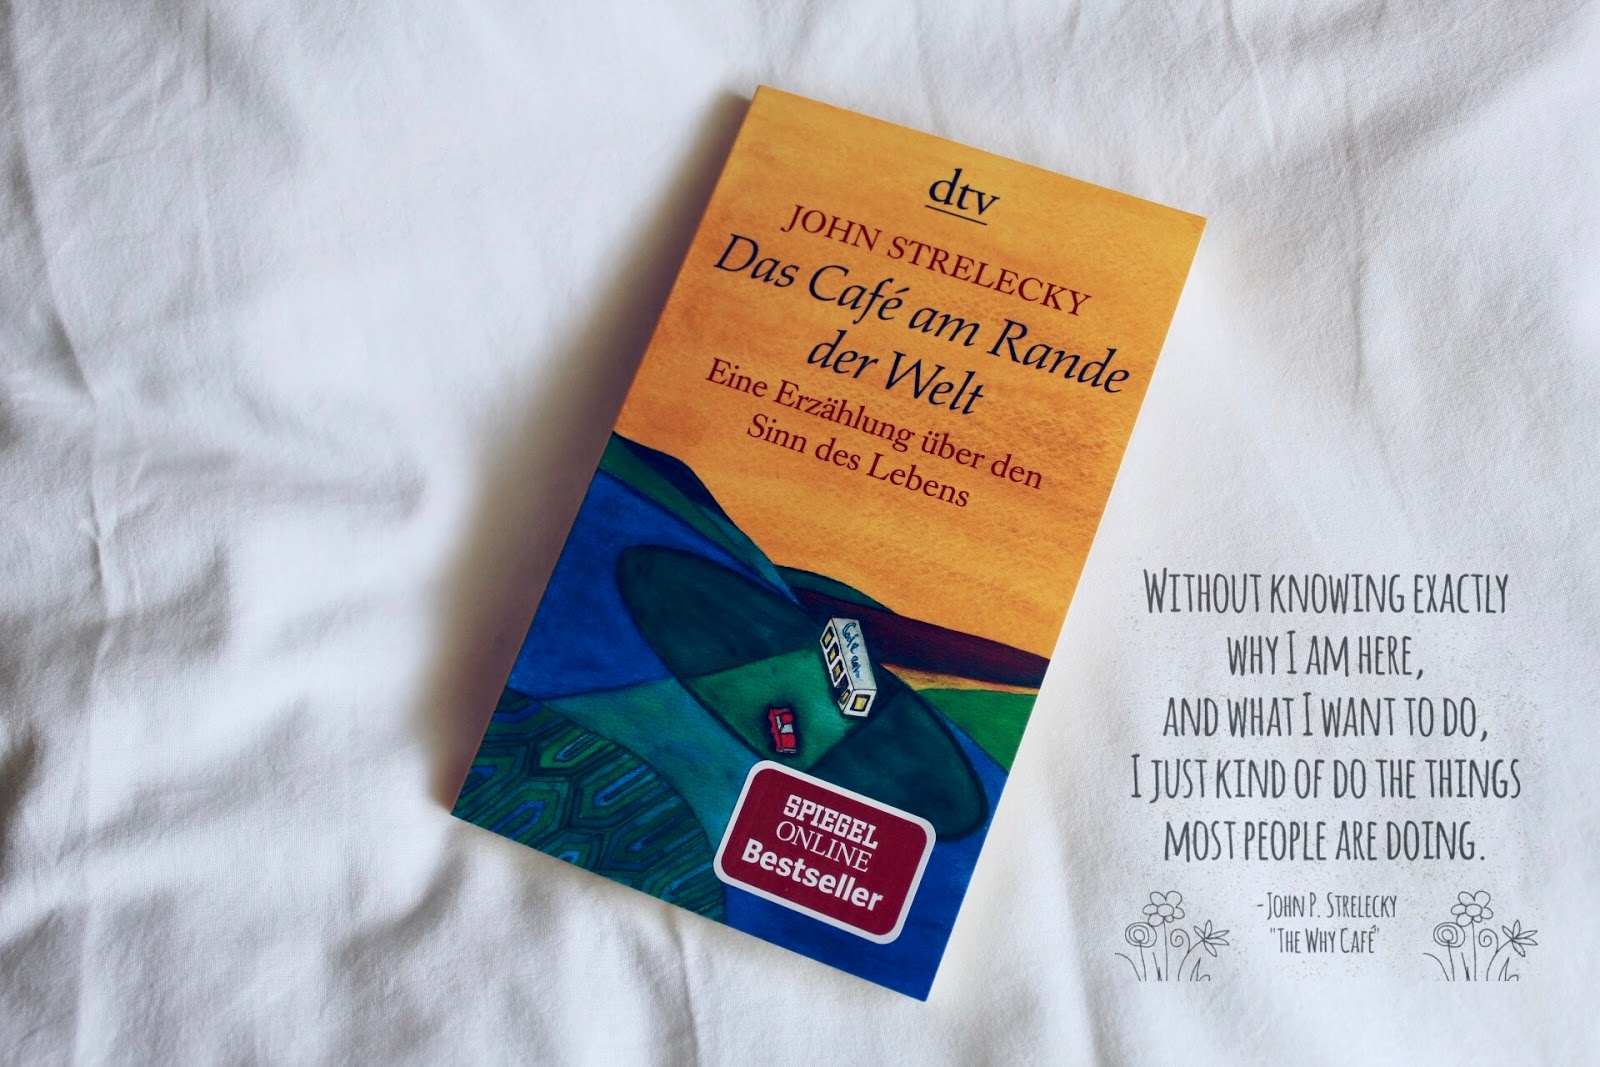 dtv
JOHN STRELECKY
Das Café am Rande
der Welt
Eine Erzählung über den
Sinn des Lebens
SPIEGEL
ONLINE
Bestseller
WITHOUT KNOWING EXACTLY
WHY I AM HERE,
AND WHAT I WANT TO DO,
I JUST KIND OF DO THE THINGS
MOST PEOPLE ARE DOING.
-JOHN P. STRELECKY
"THE WHY CAFÉ"